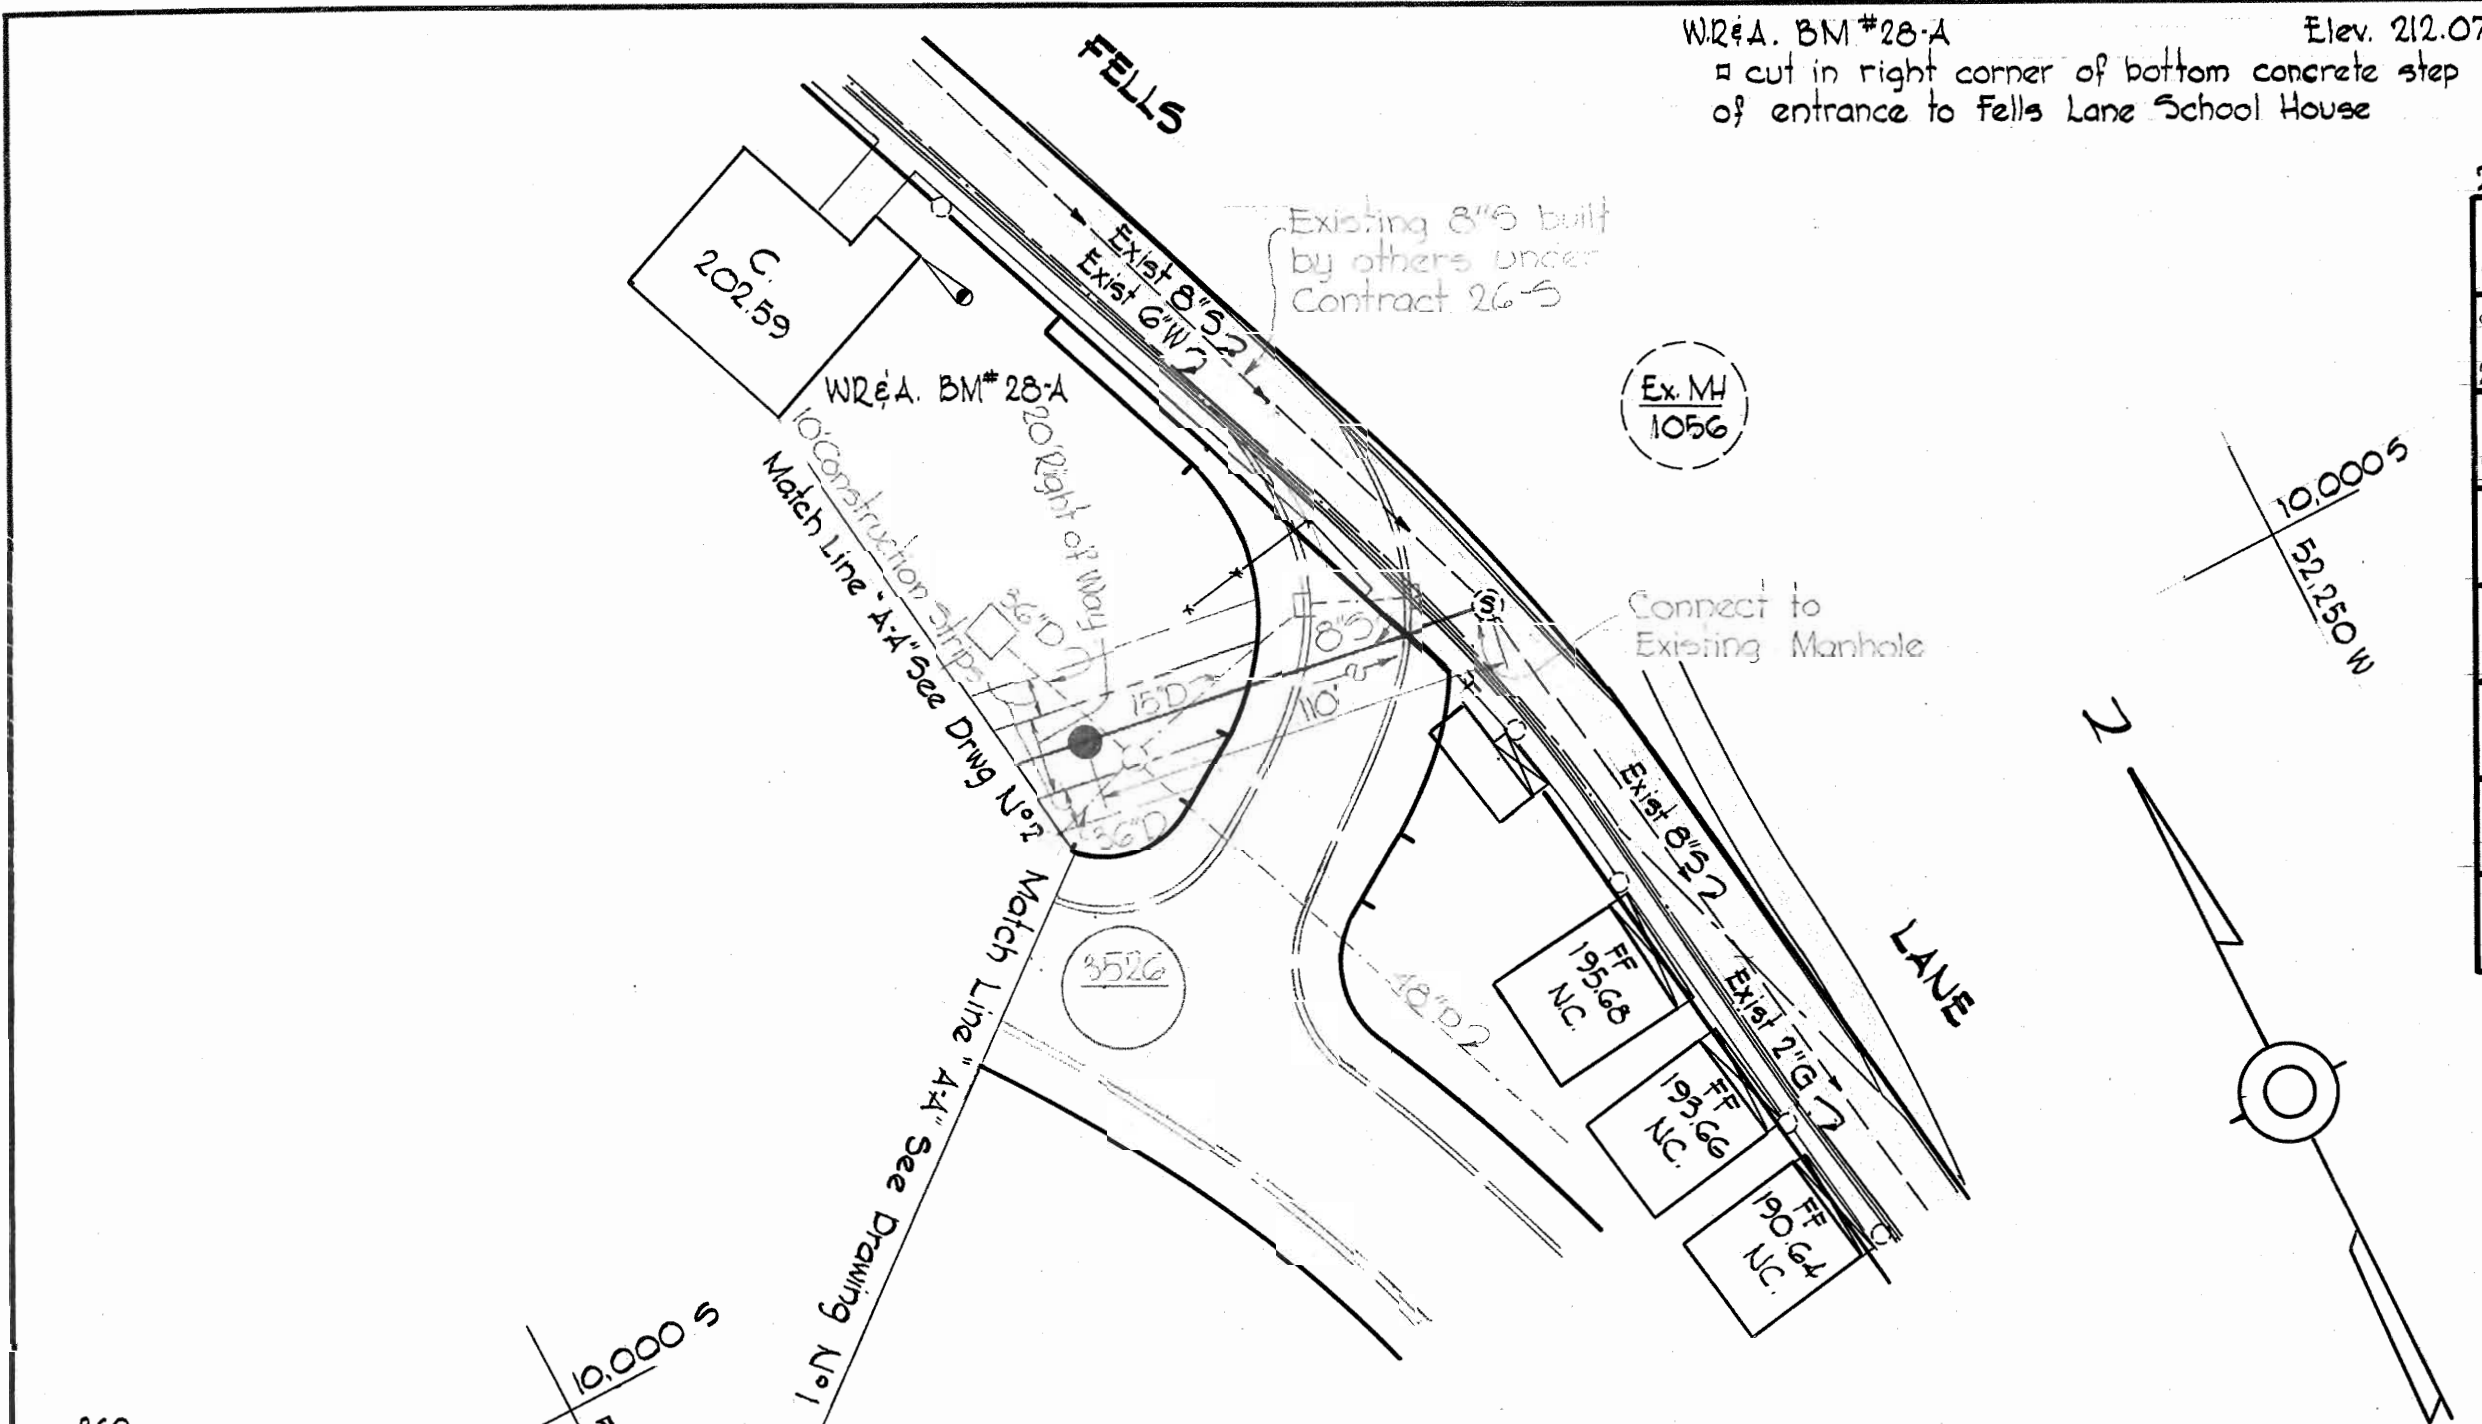 W.R.&A. BM #28-A Elev. 212.07
¤ cut in right corner of bottom concrete step
of entrance to Fells Lane School House
FELLS
Existing 8"S built
by others under
Contract 26-S
Exist 8"S
Exist 6"W
C.
202.59
W.R.&A. BM #28-A
Ex. MH
1056
10,000 S
52,250 W
10' Construction Strips
20' Right of Way
Match Line "A-A" See Drwg Nº 2
36"D
8"S
15"D
110'
36"D
Connect to
Existing Manhole
Exist 8"S
LANE
Match Line "A-A" See Drawing Nº 1
3526
18"D
FF
195.68
N.C.
Exist 2"G
FF
193.66
N.C.
FF
190.64
N.C.
10,000 S